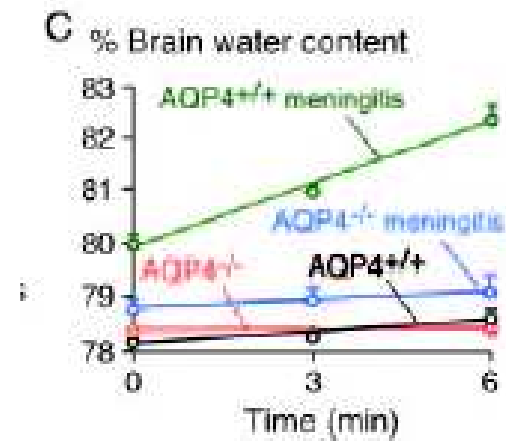 C % Brain water content
83
AQP4+/+ meningitis
82
81
80
AQP4-/- meningitis
AQP4-/-
AQP4+/+
79
78
0 3 6
Time (min)